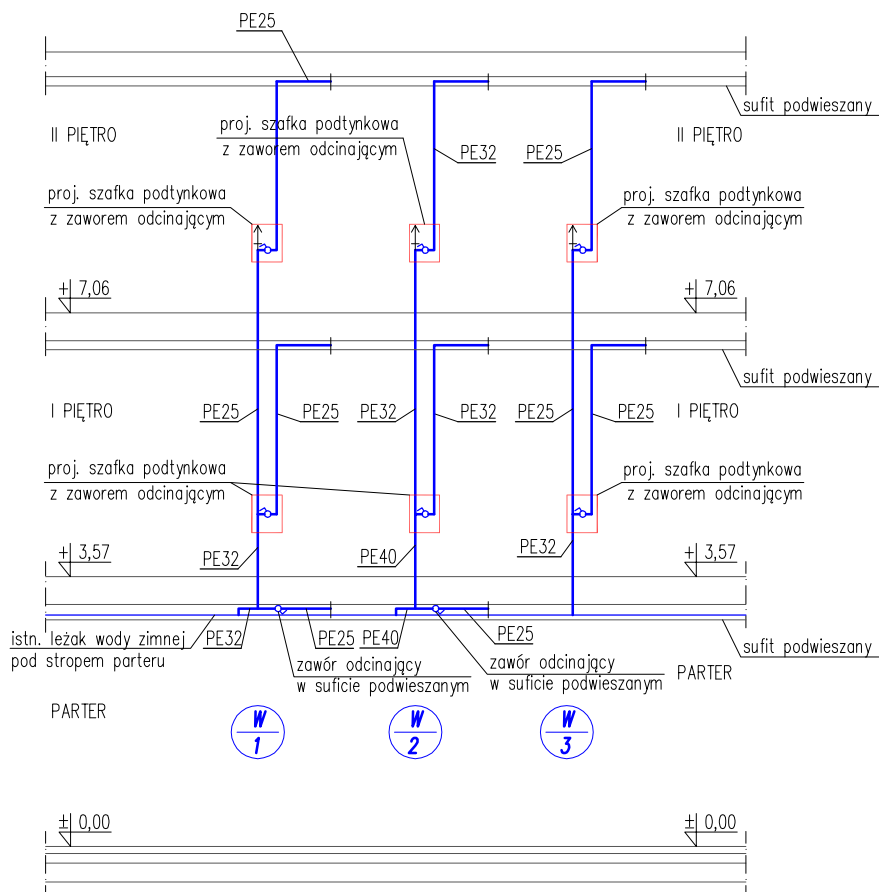 PE25
sufit podwieszany
II PIĘTRO
proj. szafka podtynkowa
z zaworem odcinającym
PE32
PE25
II PIĘTRO
proj. szafka podtynkowa
z zaworem odcinającym
proj. szafka podtynkowa
z zaworem odcinającym
+ 7,06
+ 7,06
sufit podwieszany
I PIĘTRO
PE25
PE25
PE32
PE32
PE25
PE25
I PIĘTRO
proj. szafka podtynkowa
z zaworem odcinającym
proj. szafka podtynkowa
z zaworem odcinającym
+ 3,57
PE32
PE40
PE32
+ 3,57
istn. leżak wody zimnej
pod stropem parteru
PE32
PE25
PE40
PE25
sufit podwieszany
zawór odcinający
w suficie podwieszanym
zawór odcinający
w suficie podwieszanym
PARTER
PARTER
W
1
W
2
W
3
± 0,00
± 0,00